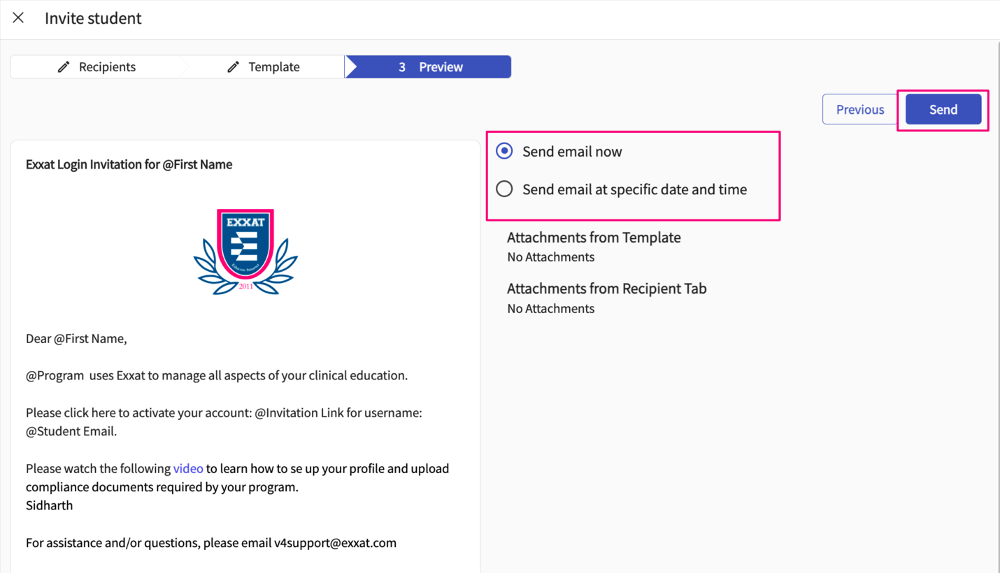 Invite student
Recipients
Template
3 Preview
Previous
Send
Exxat Login Invitation for @First Name
EXXAT
Educate Smarter!
2011
Dear @First Name,
@Program uses Exxat to manage all aspects of your clinical education.
Please click here to activate your account: @Invitation Link for username:
@Student Email.
Please watch the following video to learn how to se up your profile and upload
compliance documents required by your program.
Sidharth
For assistance and/or questions, please email v4support@exxat.com
Send email now
Send email at specific date and time
Attachments from Template
No Attachments
Attachments from Recipient Tab
No Attachments